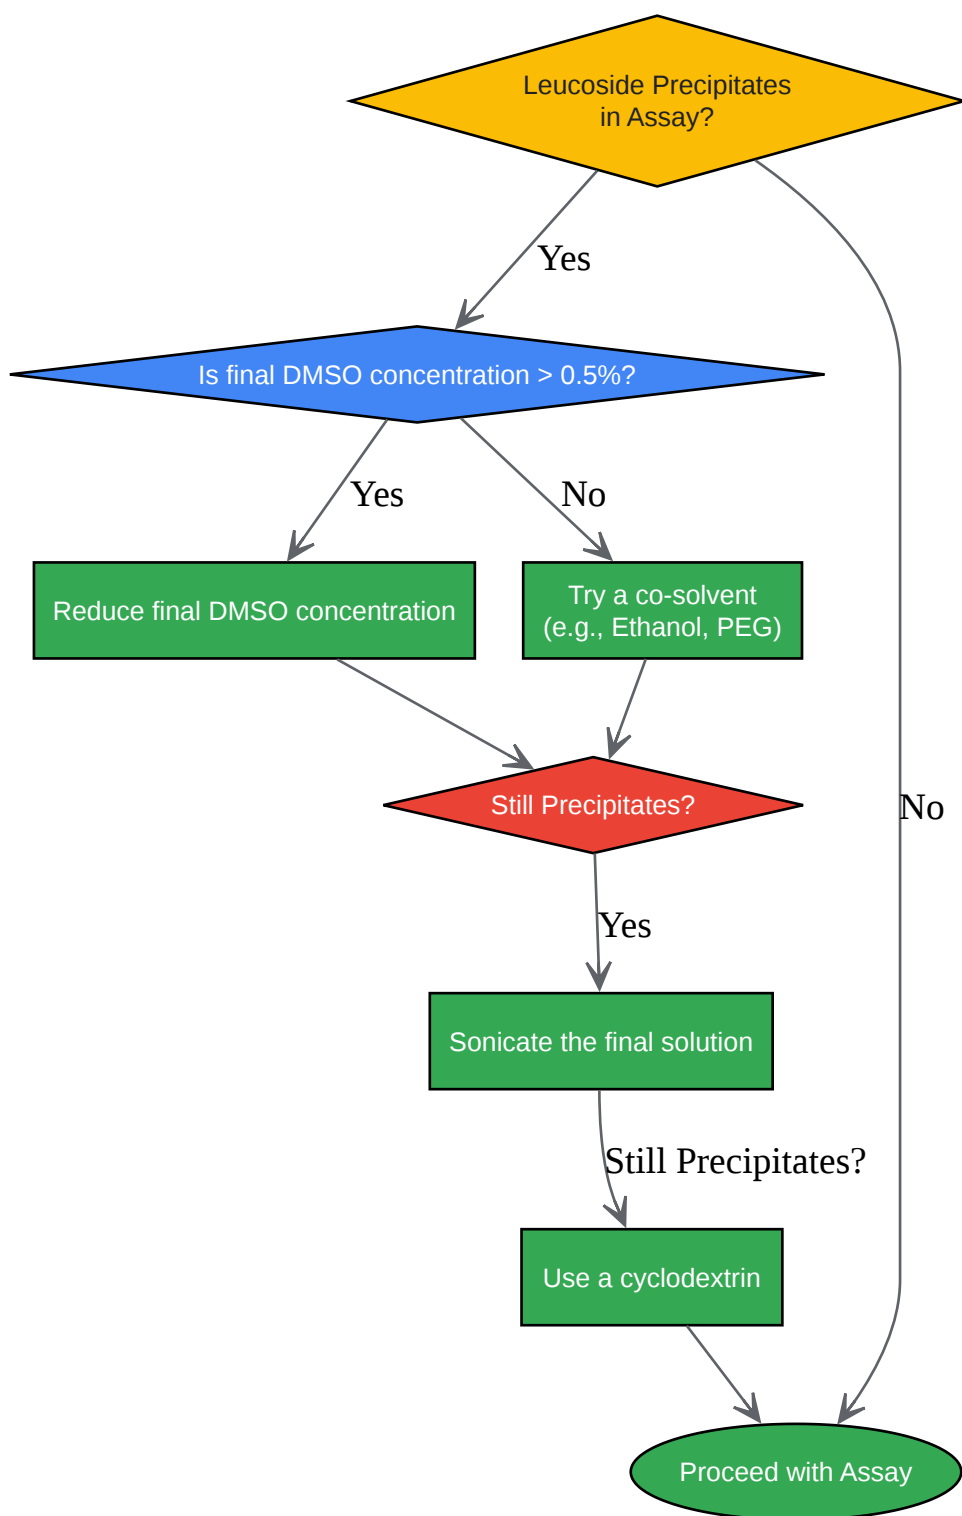 Leucoside Precipitates
in Assay?
Yes
Is final DMSO concentration > 0.5%?
Yes
No
Reduce final DMSO concentration
Try a co-solvent
(e.g., Ethanol, PEG)
Still Precipitates?
No
Yes
Sonicate the final solution
Still Precipitates?
Use a cyclodextrin
Proceed with Assay